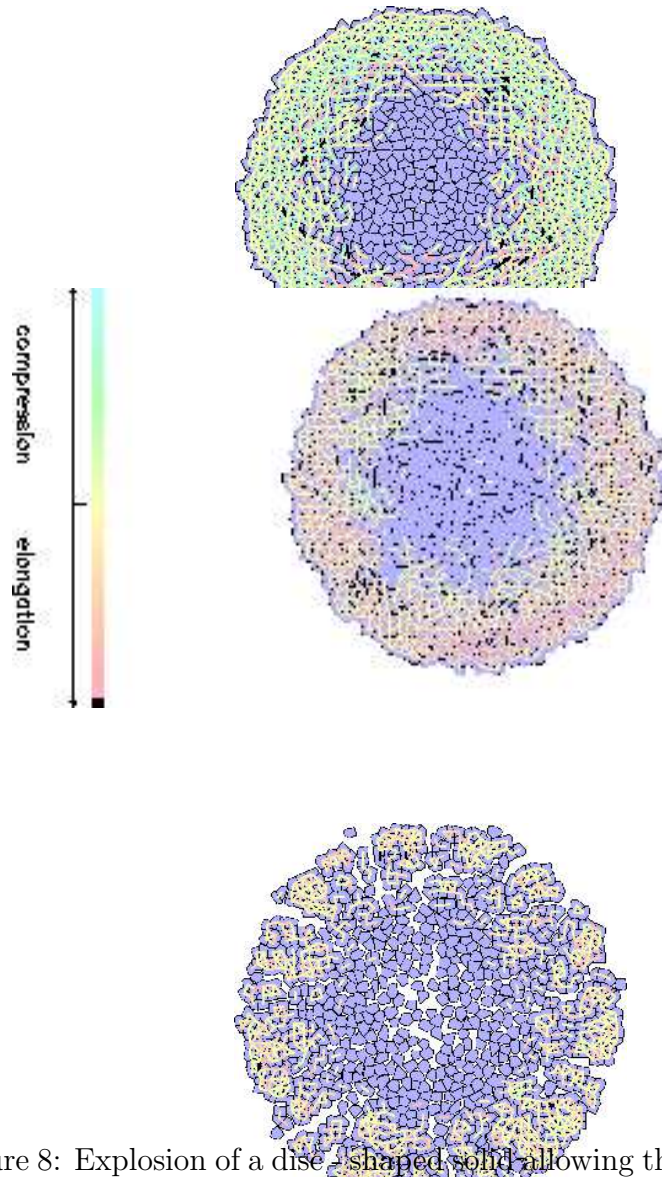 compression
elongation
ure 8: Explosion of a disc - shaped solid allowing th